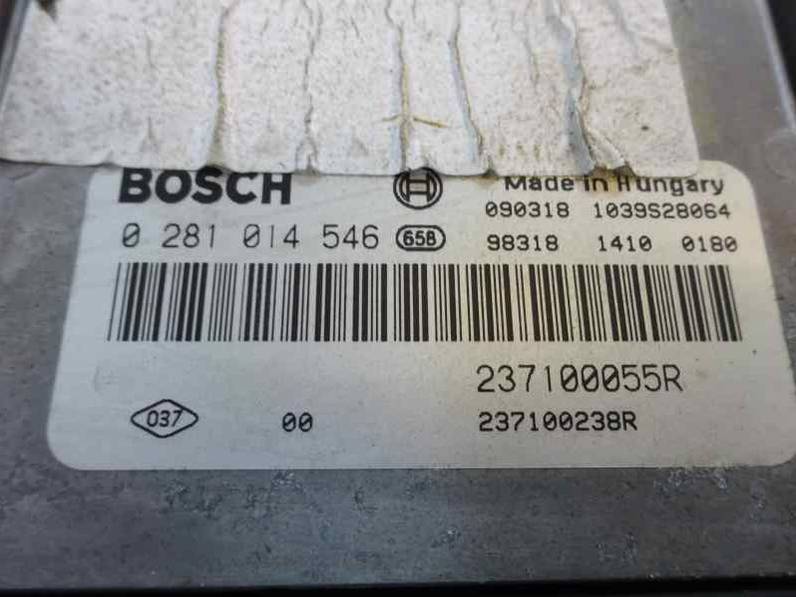 BOSCH Made in Hungary
090318 1039S28064
0 281 014 546 658 98318 1410 0180
237100055R
037 00 237100238R